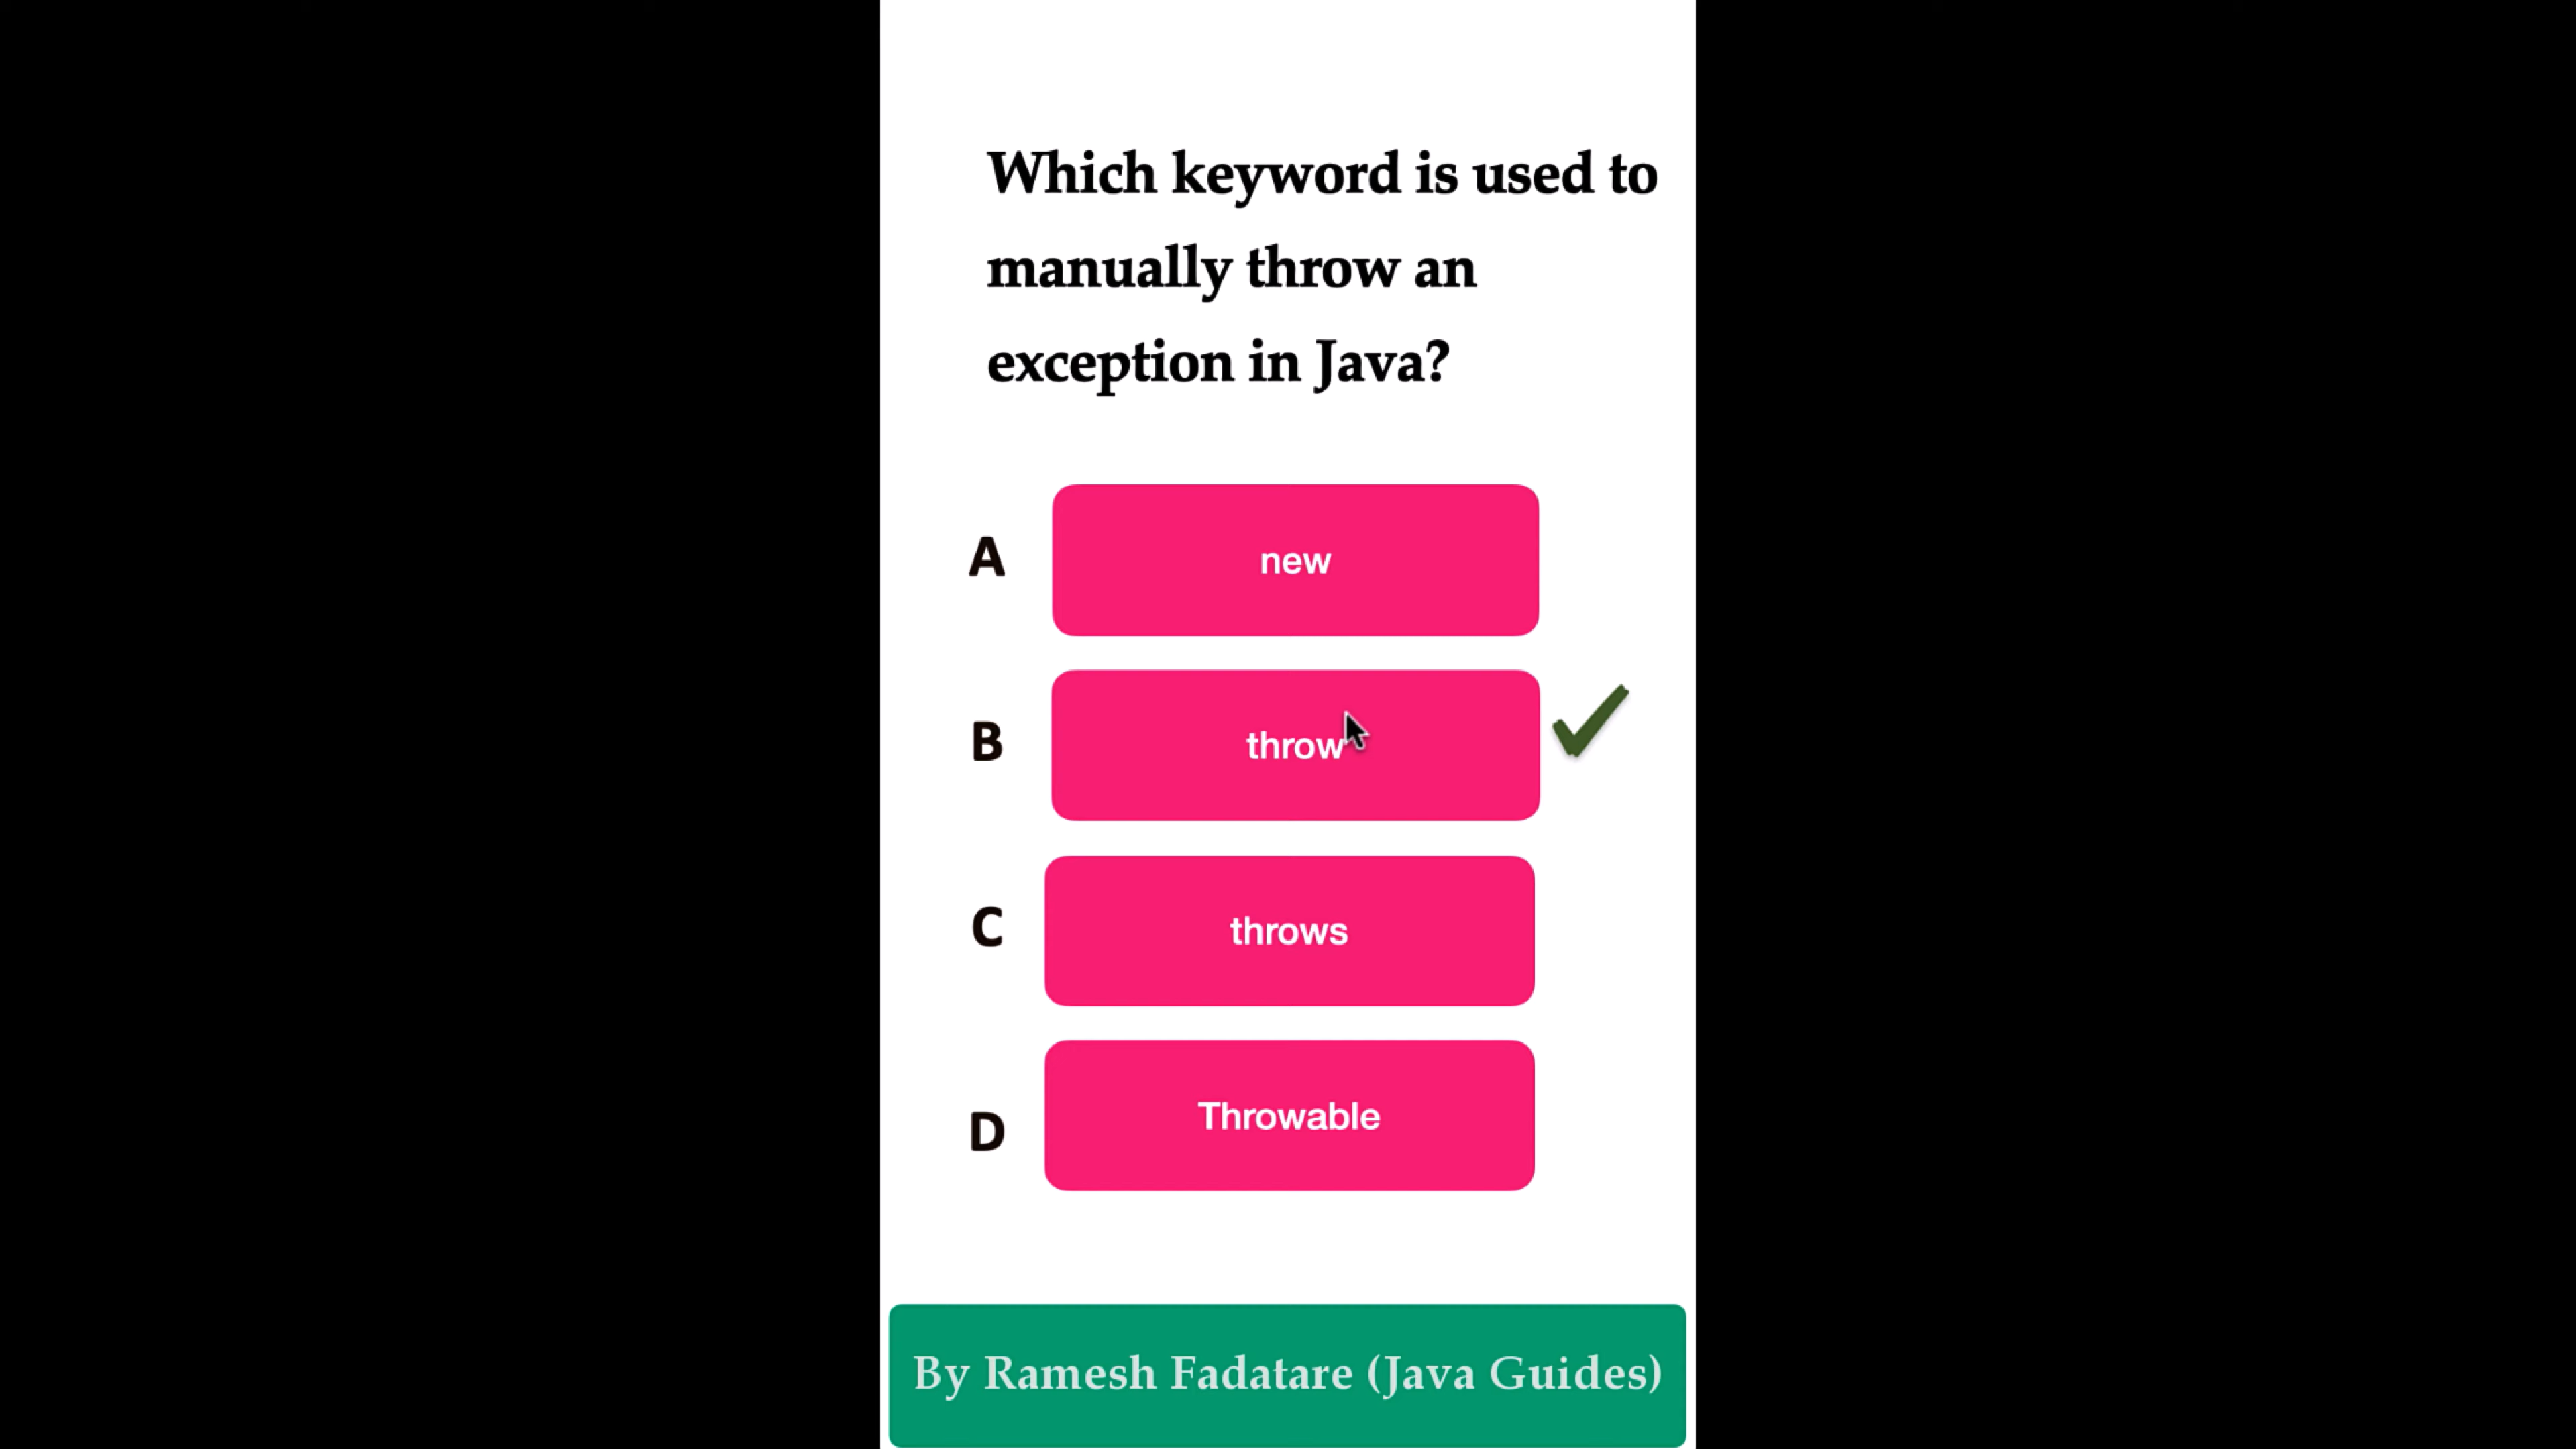 Which keyword is used to
manually throw an
exception in Java?
A new
B throw
C throws
D Throwable
By Ramesh Fadatare (Java Guides)